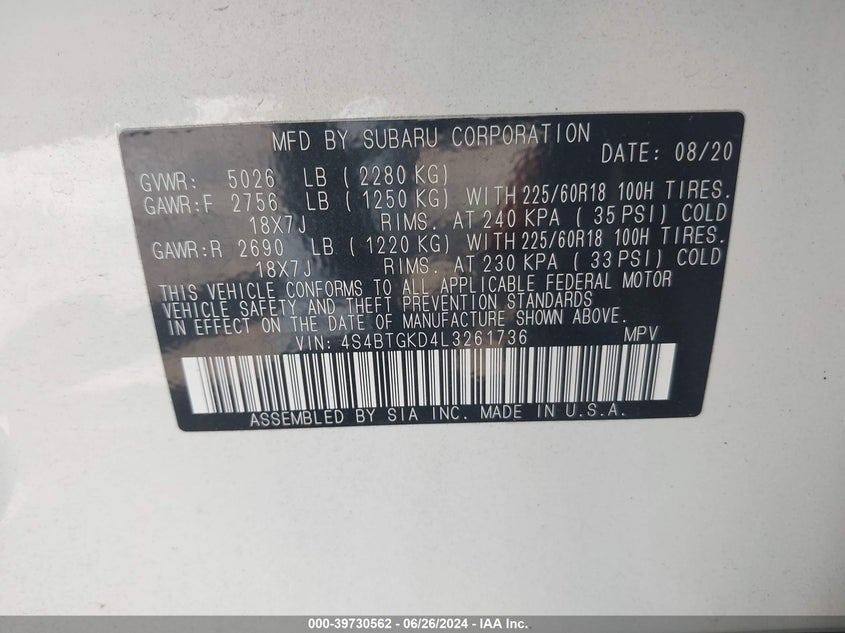 MFD BY SUBARU CORPORATION
DATE: 08/20
GVWR: 5026 LB ( 2280 KG)
GAWR:F 2756 LB ( 1250 KG) WITH 225/60R18 100H TIRES.
18X7J RIMS. AT 240 KPA ( 35 PSI) COLD
GAWR:R 2690 LB ( 1220 KG) WITH 225/60R18 100H TIRES.
18X7J RIMS. AT 230 KPA ( 33 PSI) COLD
THIS VEHICLE CONFORMS TO ALL APPLICABLE FEDERAL MOTOR
VEHICLE SAFETY AND THEFT PREVENTION STANDARDS
IN EFFECT ON THE DATE OF MANUFACTURE SHOWN ABOVE.
VIN: 4S4BTGKD4L3261736 MPV
ASSEMBLED BY SIA INC. MADE IN U.S.A.
000-39730562 - 06/26/2024 - IAA Inc.